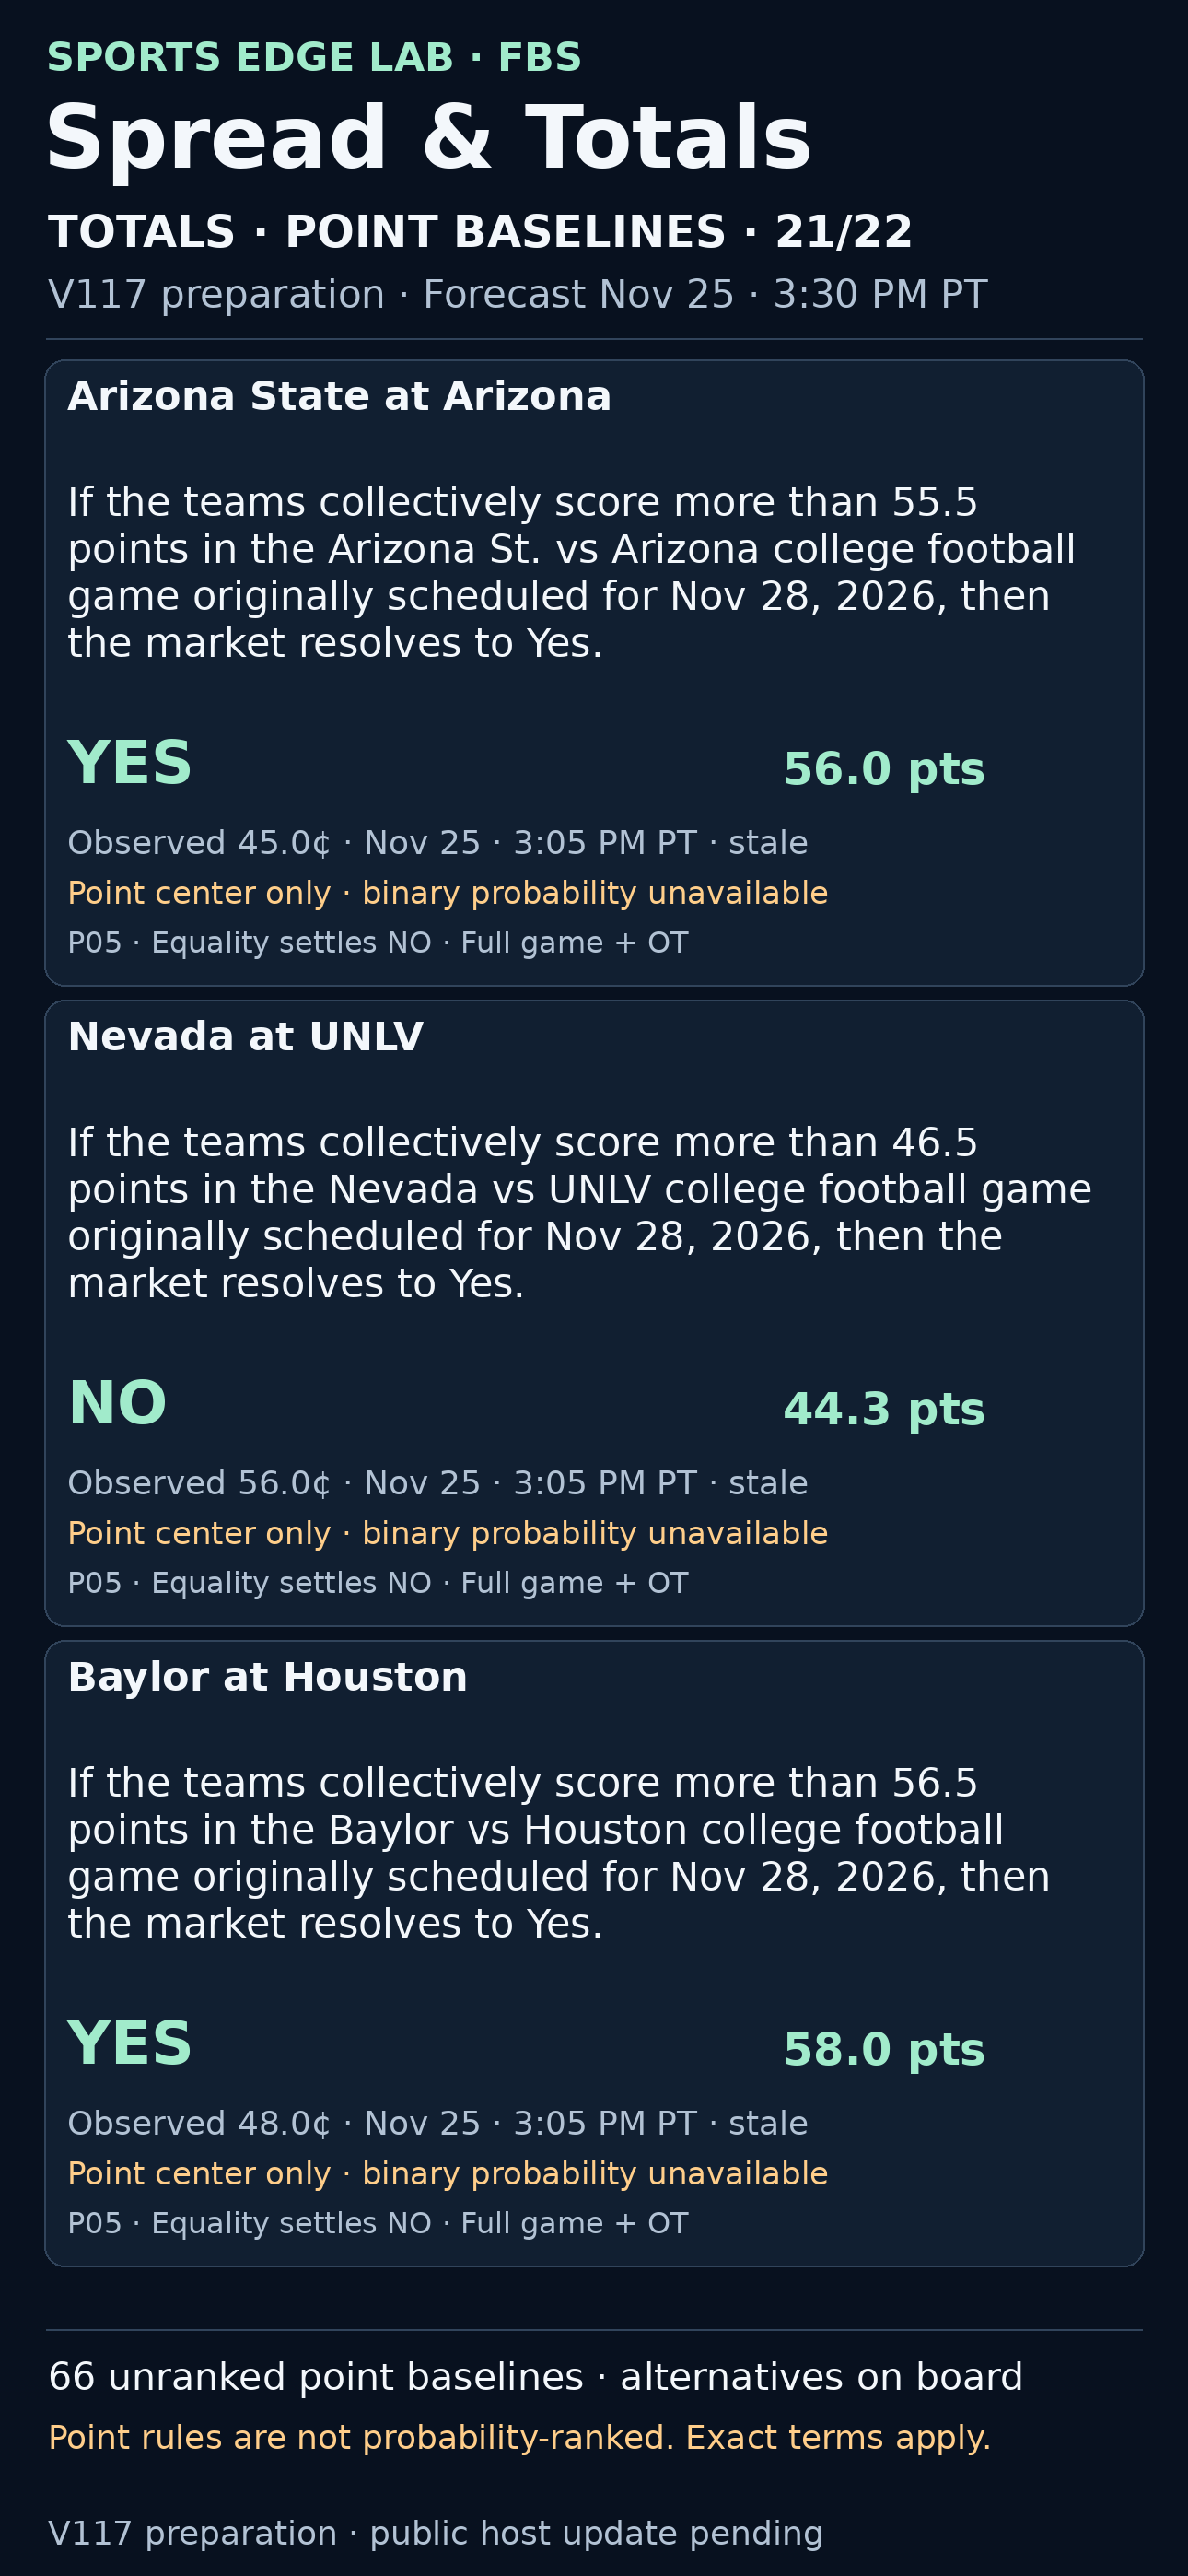 SPORTS EDGE LAB · FBS
Spread & Totals
TOTALS · POINT BASELINES · 21/22
V117 preparation · Forecast Nov 25 · 3:30 PM PT
Arizona State at Arizona
If the teams collectively score more than 55.5
points in the Arizona St. vs Arizona college football
game originally scheduled for Nov 28, 2026, then
the market resolves to Yes.
YES 56.0 pts
Observed 45.0¢ · Nov 25 · 3:05 PM PT · stale
Point center only · binary probability unavailable
P05 · Equality settles NO · Full game + OT
Nevada at UNLV
If the teams collectively score more than 46.5
points in the Nevada vs UNLV college football game
originally scheduled for Nov 28, 2026, then the
market resolves to Yes.
NO 44.3 pts
Observed 56.0¢ · Nov 25 · 3:05 PM PT · stale
Point center only · binary probability unavailable
P05 · Equality settles NO · Full game + OT
Baylor at Houston
If the teams collectively score more than 56.5
points in the Baylor vs Houston college football
game originally scheduled for Nov 28, 2026, then
the market resolves to Yes.
YES 58.0 pts
Observed 48.0¢ · Nov 25 · 3:05 PM PT · stale
Point center only · binary probability unavailable
P05 · Equality settles NO · Full game + OT
66 unranked point baselines · alternatives on board
Point rules are not probability-ranked. Exact terms apply.
V117 preparation · public host update pending